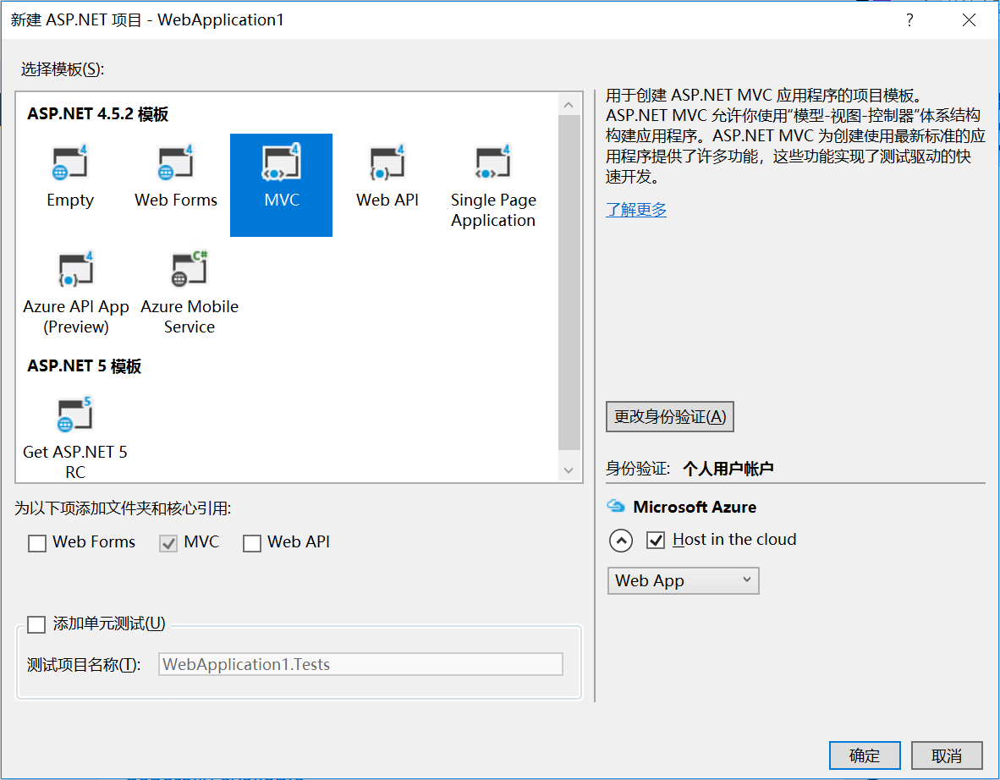 新建 ASP.NET 项目 - WebApplication1
?
选择模板(S):
ASP.NET 4.5.2 模板
4 4 4 4 4
Empty Web Forms MVC Web API Single Page
Application
4 C#
Azure API App Azure Mobile
(Preview) Service
ASP.NET 5 模板
5
Get ASP.NET 5
RC
为以下项添加文件夹和核心引用:
Web Forms MVC Web API
添加单元测试(U)
测试项目名称(T): WebApplication1.Tests
用于创建 ASP.NET MVC 应用程序的项目模板。
ASP.NET MVC 允许你使用“模型-视图-控制器”体系结构
构建应用程序。ASP.NET MVC 为创建使用最新标准的应
用程序提供了许多功能，这些功能实现了测试驱动的快
速开发。
了解更多
更改身份验证(A)
身份验证: 个人用户帐户
Microsoft Azure
Host in the cloud
Web App
确定 取消